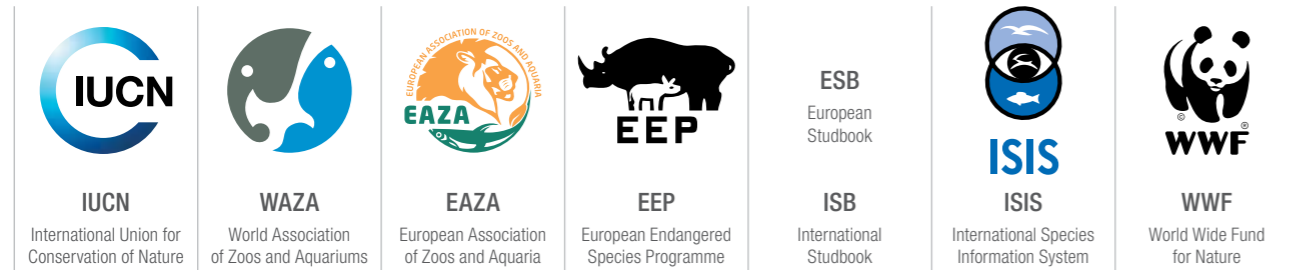 IUCN
IUCN
International Union for
Conservation of Nature
WAZA
World Association
of Zoos and Aquariums
EUROPEAN ASSOCIATION OF ZOOS AND AQUARIA
EAZA
EAZA
European Association
of Zoos and Aquaria
EEP
EEP
European Endangered
Species Programme
ESB
European
Studbook
ISB
International
Studbook
ISIS
ISIS
International Species
Information System
©
®
WWF
WWF
World Wide Fund
for Nature